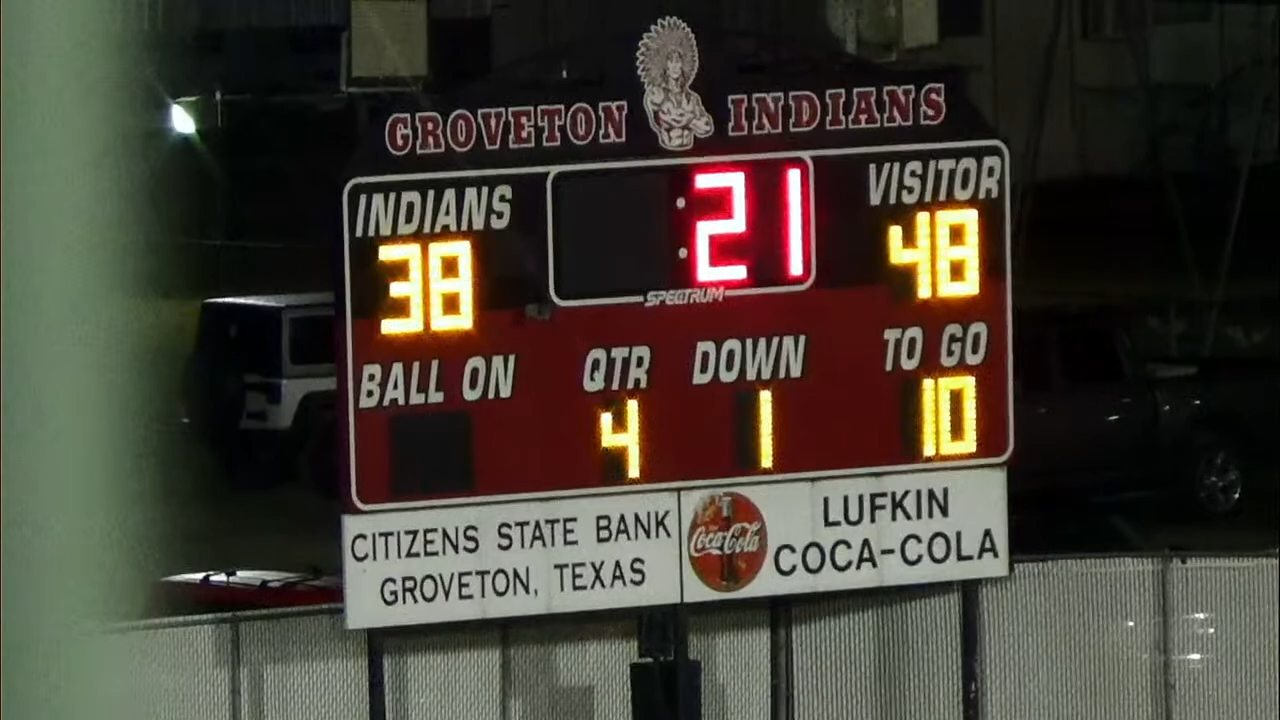 GROVETON INDIANS
INDIANS
:21
VISITOR
38
48
SPECTRUM
BALL ON
QTR
DOWN
TO GO
4
1
10
CITIZENS STATE BANK
GROVETON, TEXAS
Coca-Cola
LUFKIN
COCA-COLA